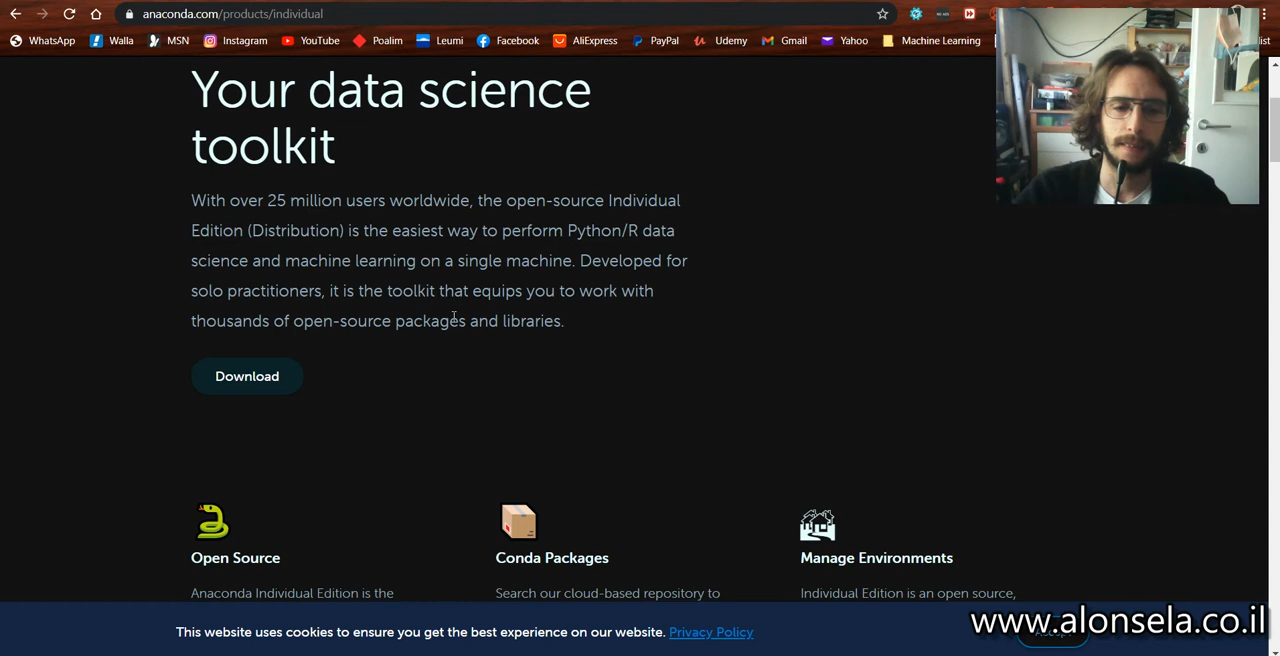 anaconda.com/products/individual
WhatsApp Walla MSN Instagram YouTube Poalim Leumi Facebook AliExpress PayPal Udemy Gmail Yahoo Machine Learning
Your data science
toolkit
With over 25 million users worldwide, the open-source Individual
Edition (Distribution) is the easiest way to perform Python/R data
science and machine learning on a single machine. Developed for
solo practitioners, it is the toolkit that equips you to work with
thousands of open-source packages and libraries.
Download
Open Source Conda Packages Manage Environments
Anaconda Individual Edition is the Search our cloud-based repository to Individual Edition is an open source,
This website uses cookies to ensure you get the best experience on our website. Privacy Policy
www.alonsela.co.il